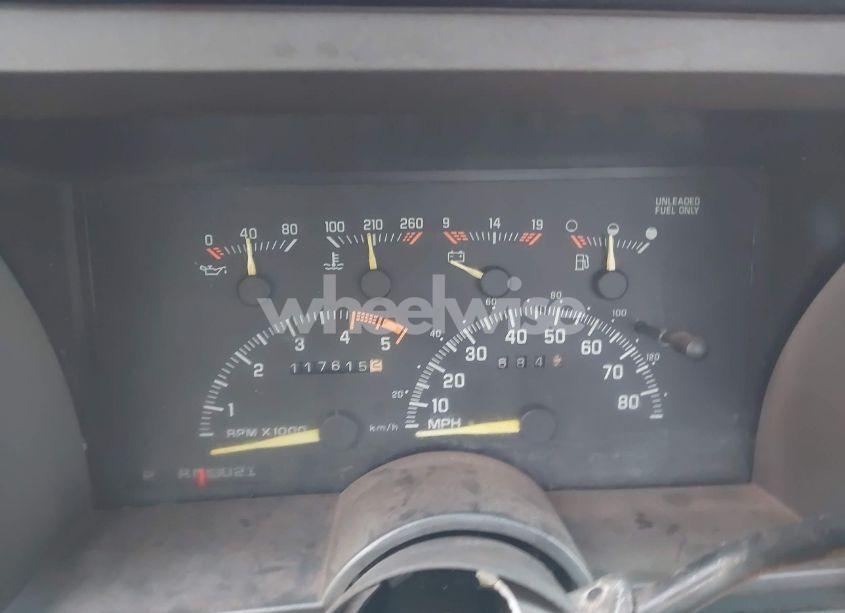 UNLEADED
FUEL ONLY
0 40 80 100 210 260 9 14 19
wheelwise
1 2 3 4 5
117615
RPM X1000
20 40 60 80 100 120
10 20 30 40 50 60 70 80
km/h MPH